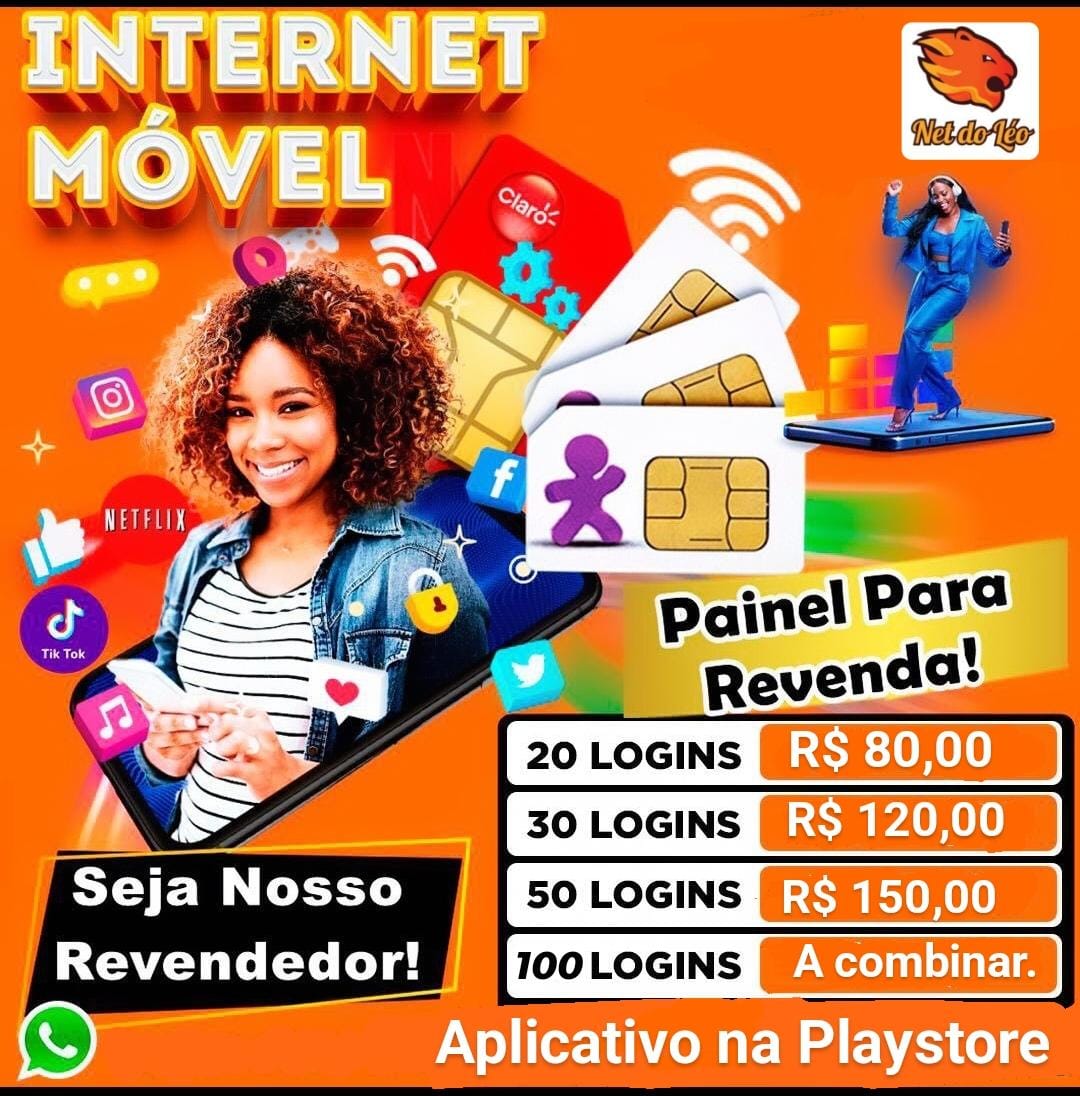 INTERNET
MÓVEL
Net do Léo
Claro
NETFLIX
f
Tik Tok
Painel Para
Revenda!
20 LOGINS R$ 80,00
30 LOGINS R$ 120,00
50 LOGINS R$ 150,00
100 LOGINS A combinar.
Seja Nosso
Revendedor!
Aplicativo na Playstore